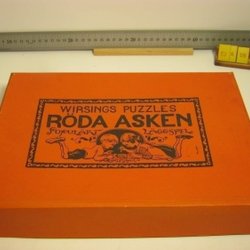 WIRSINGS PUZZLES
RÖDA ASKEN
POPULÄRT LÄGGSPEL